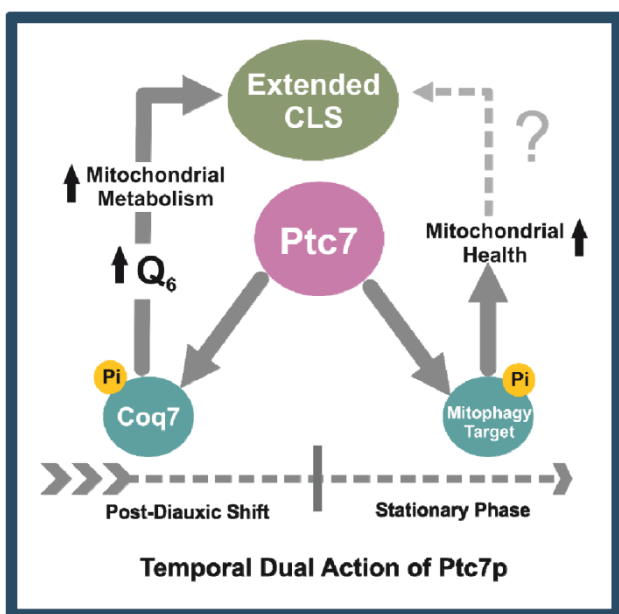 Extended
CLS
?
Mitochondrial
Metabolism
Ptc7
Mitochondrial
Health
Q₆
Pi
Coq7
Pi
Mitophagy
Target
Post-Diauxic Shift
Stationary Phase
Temporal Dual Action of Ptc7p